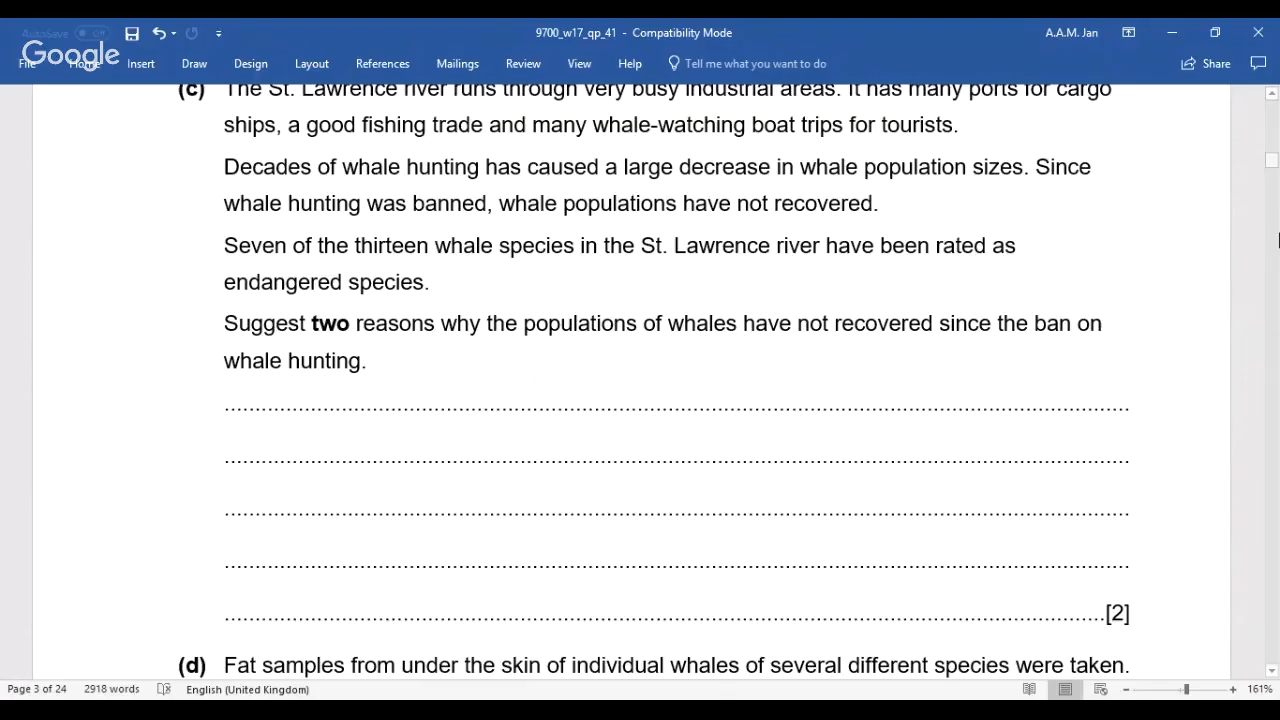 AutoSave
9700_w17_qp_41 - Compatibility Mode
A.A.M. Jan
Google
File Home Insert Draw Design Layout References Mailings Review View Help Tell me what you want to do Share
(c) The St. Lawrence river runs through very busy industrial areas. It has many ports for cargo
ships, a good fishing trade and many whale-watching boat trips for tourists.
Decades of whale hunting has caused a large decrease in whale population sizes. Since
whale hunting was banned, whale populations have not recovered.
Seven of the thirteen whale species in the St. Lawrence river have been rated as
endangered species.
Suggest two reasons why the populations of whales have not recovered since the ban on
whale hunting.
[2]
(d) Fat samples from under the skin of individual whales of several different species were taken.
Page 3 of 24 2918 words English (United Kingdom) 161%